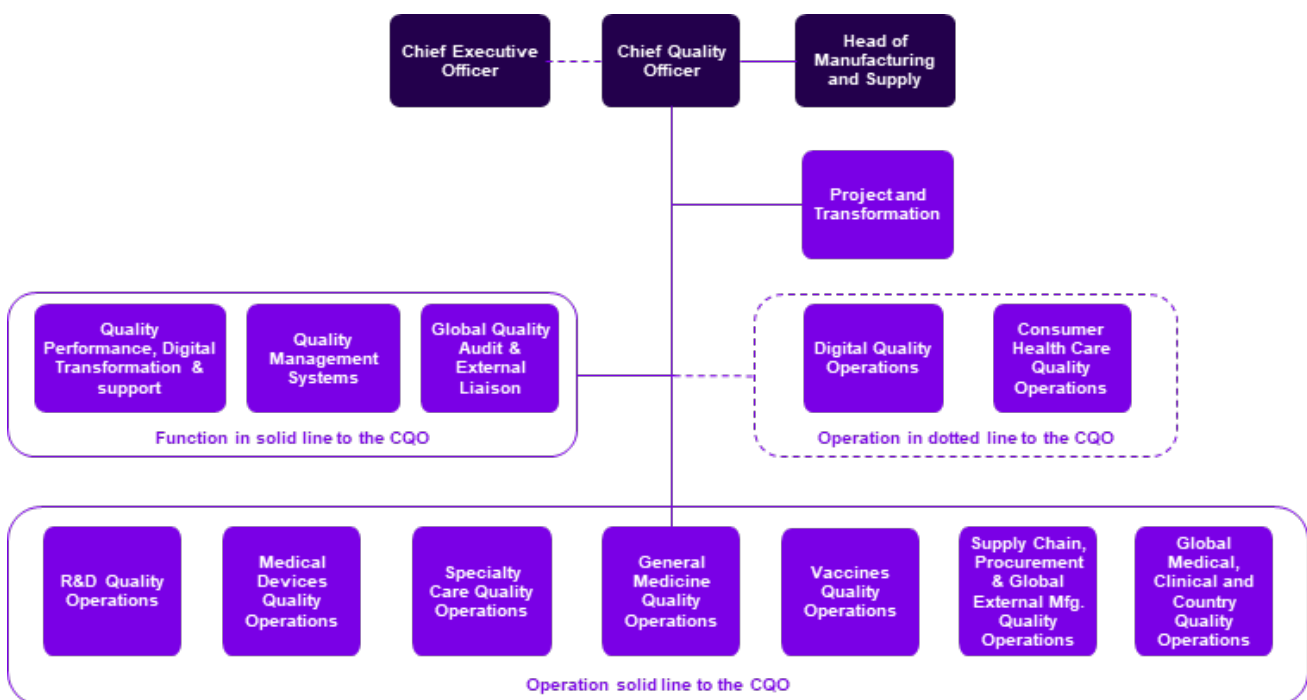 Chief Executive
Officer
Chief Quality
Officer
Head of
Manufacturing
and Supply
Project and
Transformation
Quality
Performance, Digital
Transformation &
support
Quality
Management
Systems
Global Quality
Audit &
External
Liaison
Function in solid line to the CQO
Digital Quality
Operations
Consumer
Health Care
Quality
Operations
Operation in dotted line to the CQO
R&D Quality
Operations
Medical
Devices
Quality
Operations
Specialty
Care Quality
Operations
General
Medicine
Quality
Operations
Vaccines
Quality
Operations
Supply Chain,
Procurement
& Global
External Mfg.
Quality
Operations
Global
Medical,
Clinical and
Country
Quality
Operations
Operation solid line to the CQO